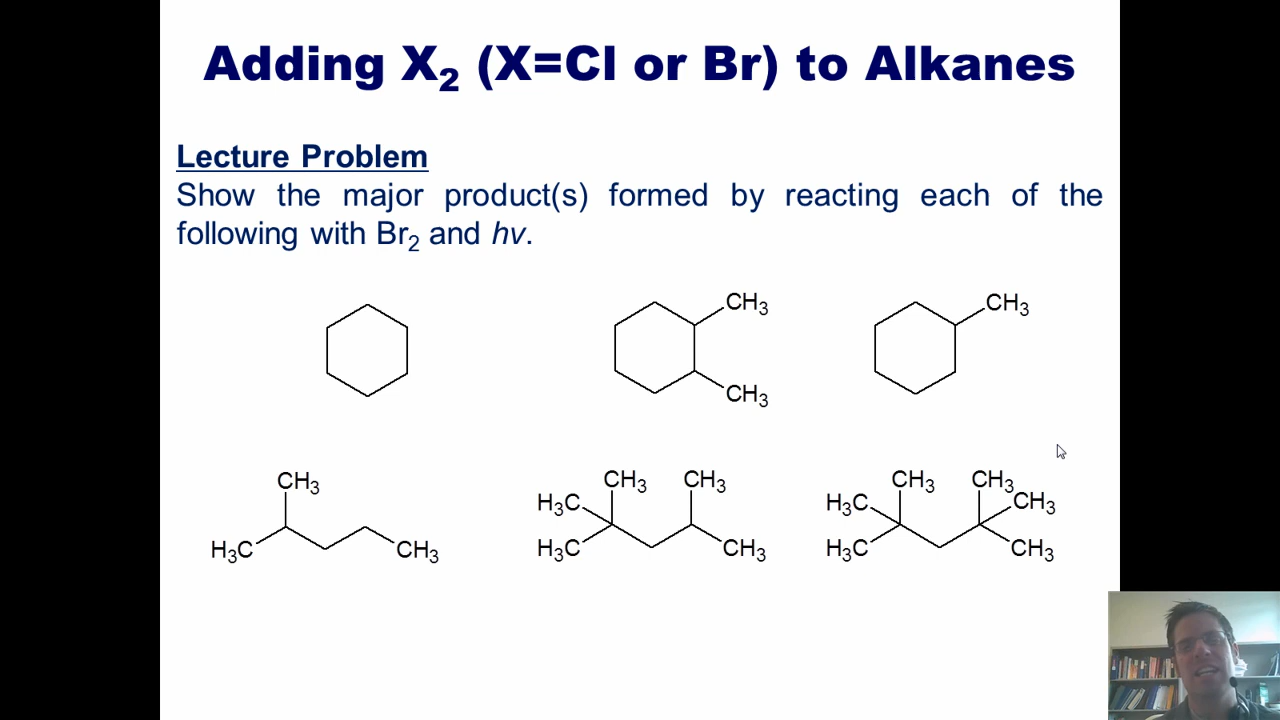 Adding X₂ (X=Cl or Br) to Alkanes
Lecture Problem
Show the major product(s) formed by reacting each of the
following with Br₂ and hv.
CH₃
CH₃
CH₃
CH₃
H₃C
CH₃
CH₃
CH₃
H₃C
H₃C
CH₃
CH₃
CH₃
H₃C
CH₃
H₃C
CH₃